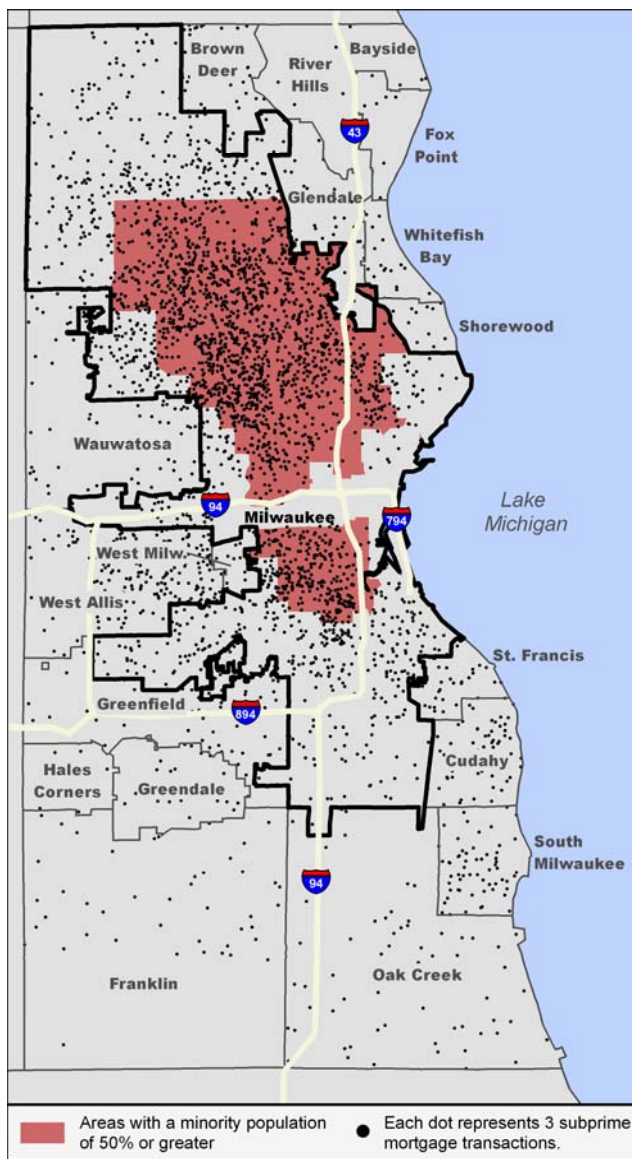 Brown
Deer
River
Hills
Bayside
43
Fox
Point
Glendale
Whitefish
Bay
Shorewood
Wauwatosa
94
Milwaukee
794
Lake
Michigan
West Milw.
West Allis
St. Francis
Greenfield
894
Cudahy
Hales
Corners
Greendale
South
Milwaukee
94
Franklin
Oak Creek
Areas with a minority population
of 50% or greater
Each dot represents 3 subprime
mortgage transactions.